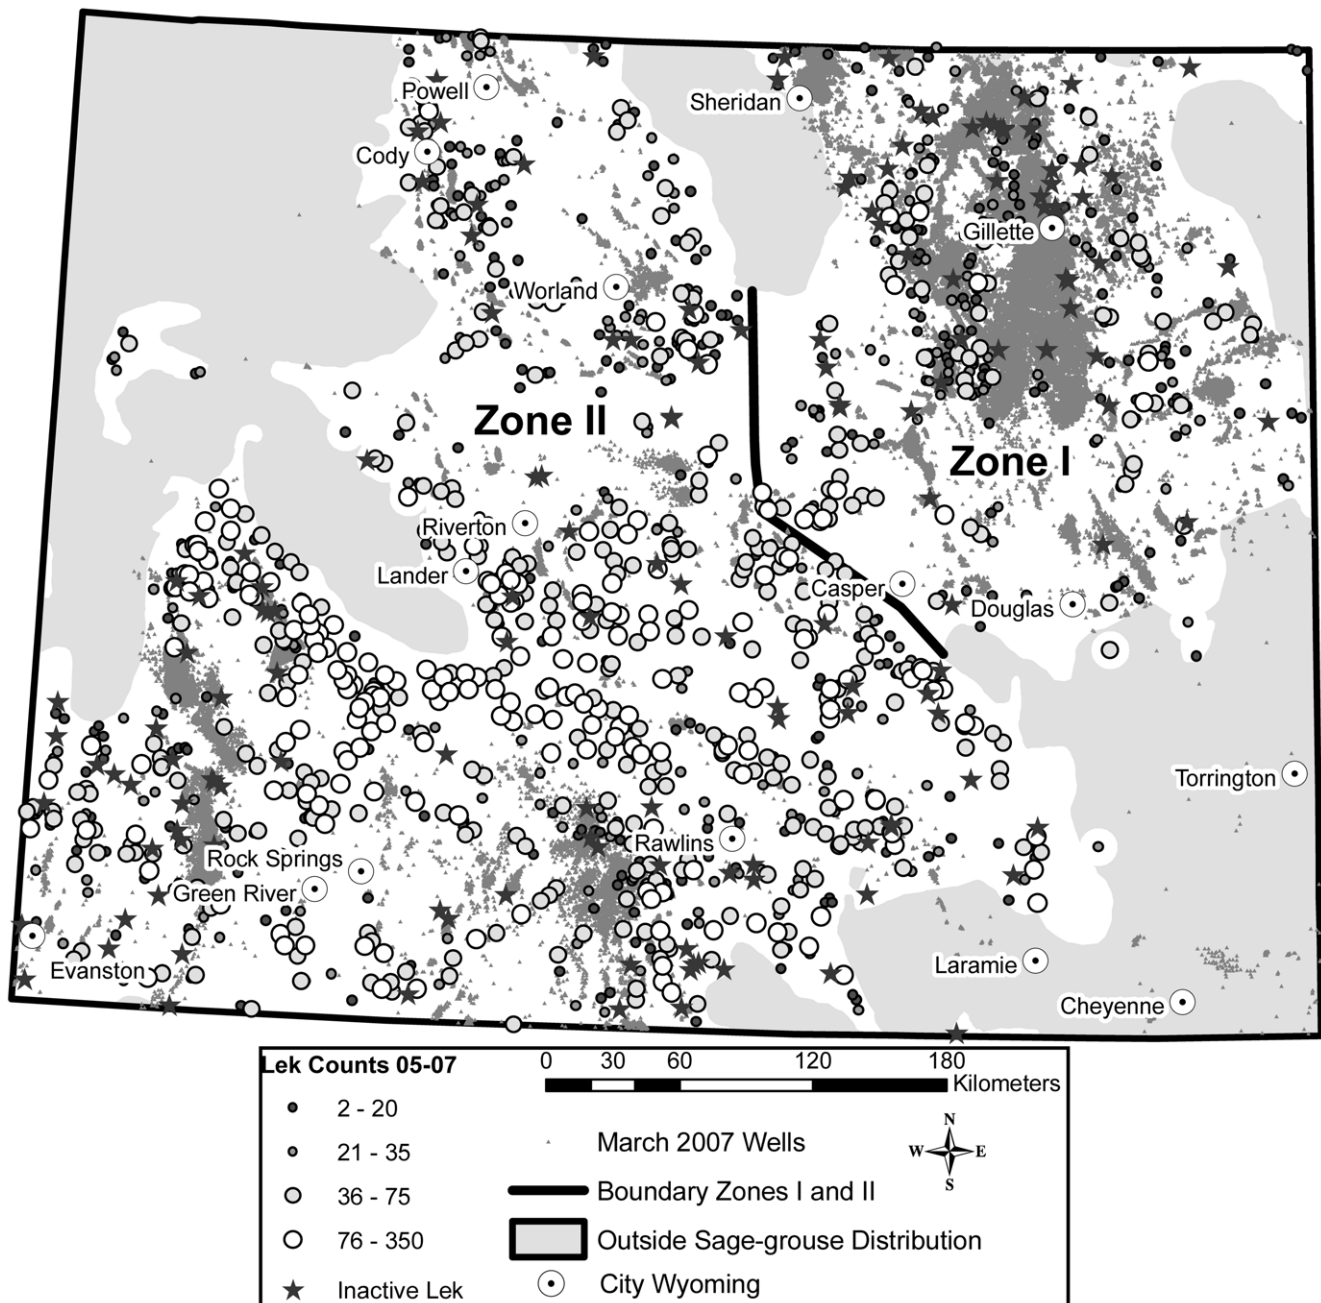 Powell
Sheridan
Cody
Gillette
Worland
Zone II
Zone I
Riverton
Lander
Casper
Douglas
Torrington
Rawlins
Rock Springs
Green River
Evanston
Laramie
Cheyenne
Lek Counts 05-07
0 30 60 120 180
Kilometers
2 - 20
21 - 35
36 - 75
76 - 350
Inactive Lek
March 2007 Wells
Boundary Zones I and II
Outside Sage-grouse Distribution
City Wyoming
N
W E
S